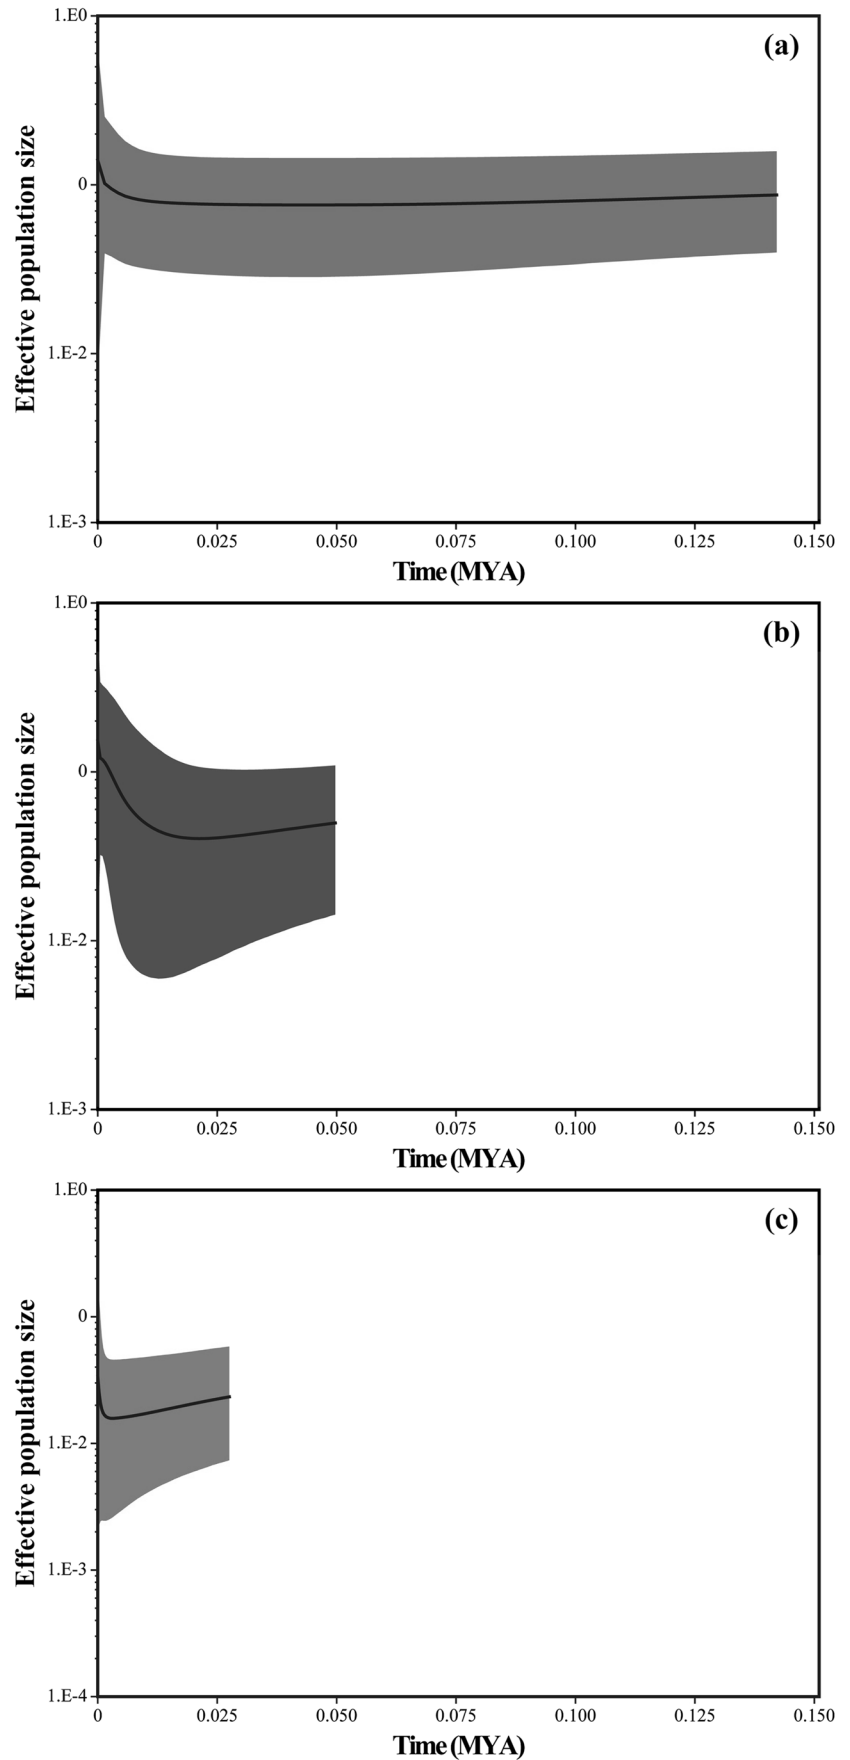 (a)
Effective population size
1.E0
0
1.E-2
1.E-3
0 0.025 0.050 0.075 0.100 0.125 0.150
Time (MYA)
(b)
Effective population size
1.E0
0
1.E-2
1.E-3
0 0.025 0.050 0.075 0.100 0.125 0.150
Time (MYA)
(c)
Effective population size
1.E0
0
1.E-2
1.E-3
1.E-4
0 0.025 0.050 0.075 0.100 0.125 0.150
Time (MYA)